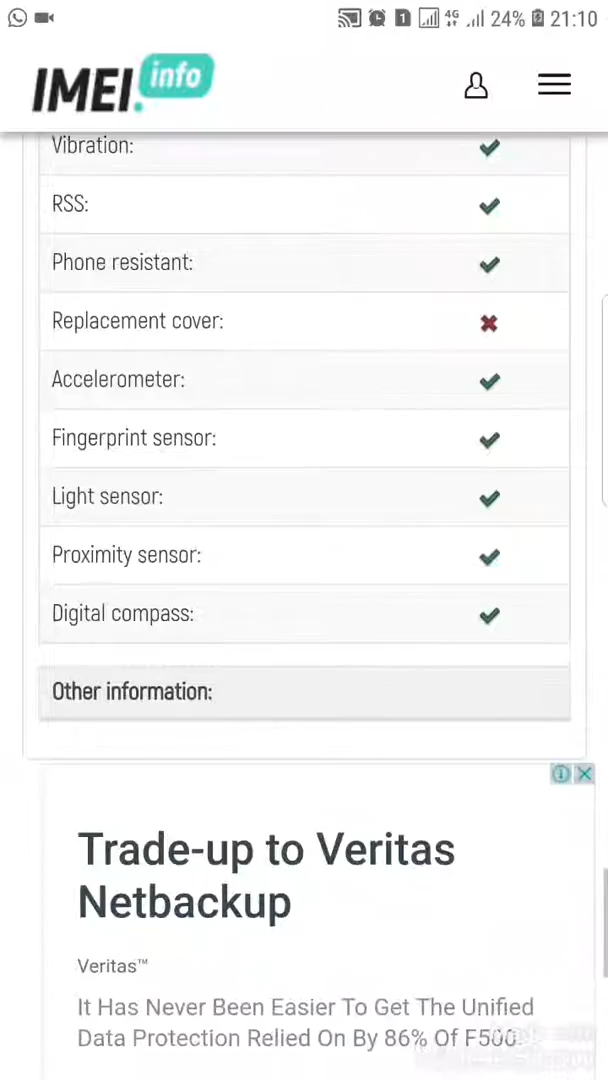 4G 24% 21:10
IMEI.info
Vibration:
RSS:
Phone resistant:
Replacement cover:
Accelerometer:
Fingerprint sensor:
Light sensor:
Proximity sensor:
Digital compass:
Other information:
Trade-up to Veritas
Netbackup
Veritas™
It Has Never Been Easier To Get The Unified
Data Protection Relied On By 86% Of F500.